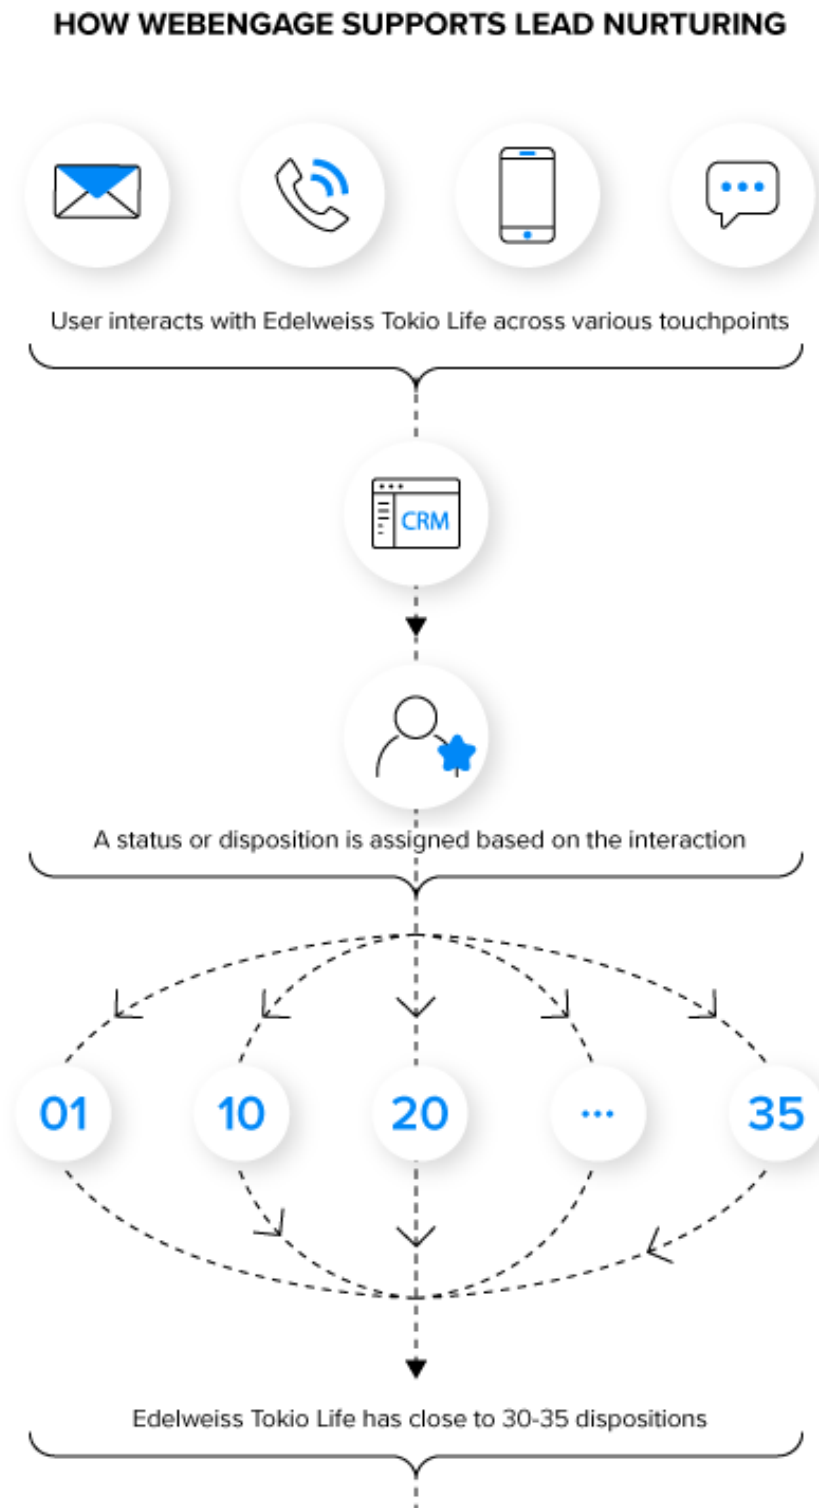 HOW WEBENGAGE SUPPORTS LEAD NURTURING
User interacts with Edelweiss Tokio Life across various touchpoints
CRM
A status or disposition is assigned based on the interaction
01 10 20 ... 35
Edelweiss Tokio Life has close to 30-35 dispositions